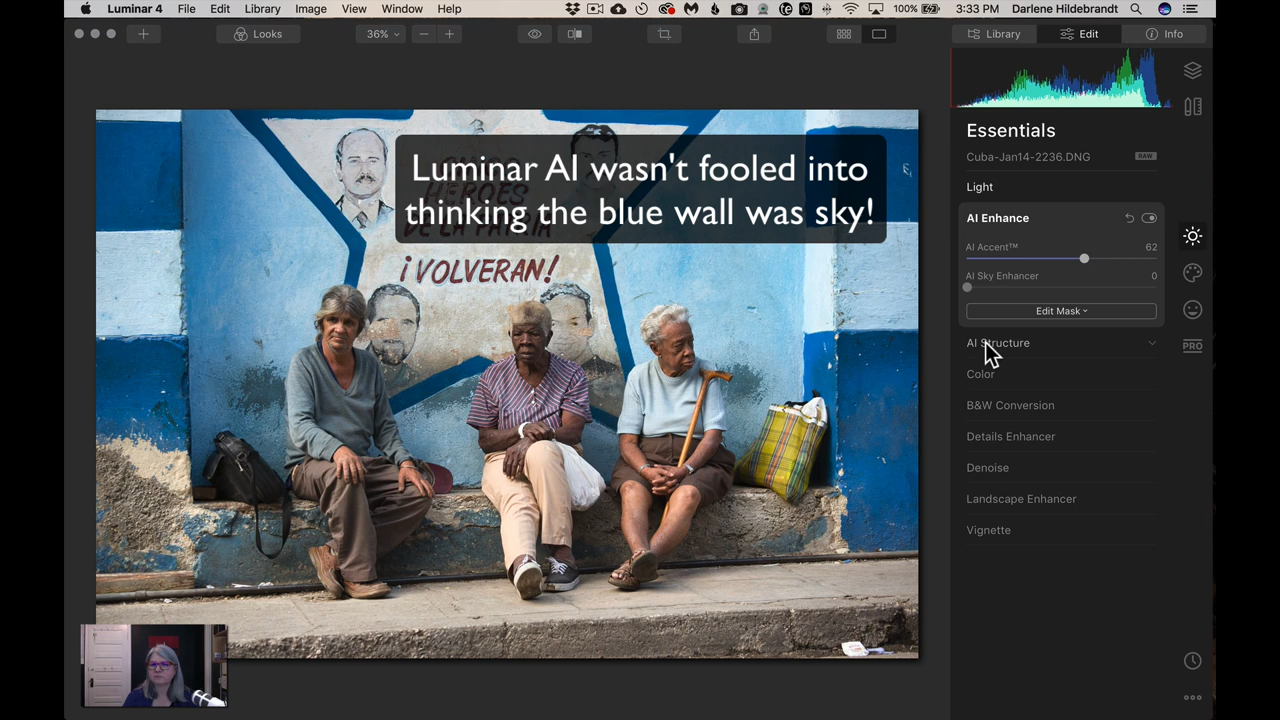 Luminar 4 File Edit Library Image View Window Help 100% 3:33 PM Darlene Hildebrandt
Looks 36% Library Edit Info
Essentials
Cuba-Jan14-2236.DNG RAW
Light
AI Enhance
AI Accent™ 62
AI Sky Enhancer 0
Edit Mask
AI Structure
Color
B&W Conversion
Details Enhancer
Denoise
Landscape Enhancer
Vignette
PRO
Luminar AI wasn't fooled into
thinking the blue wall was sky!
HEROES
DE LA PATRIA
¡VOLVERAN!